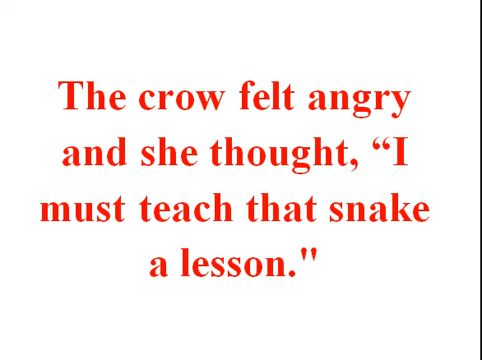 The crow felt angry
and she thought, “I
must teach that snake
a lesson."